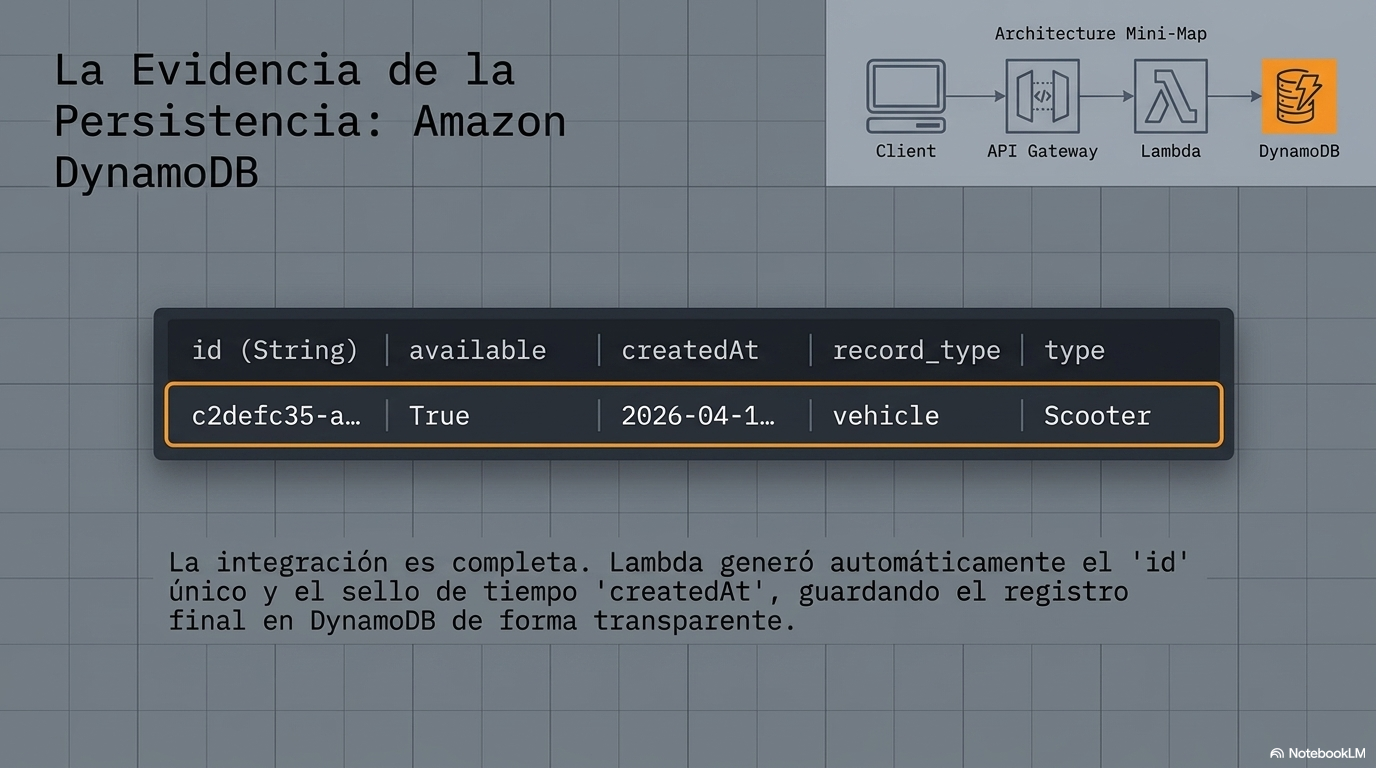 La Evidencia de la
Persistencia: Amazon
DynamoDB
Architecture Mini-Map
Client
API Gateway
Lambda
DynamoDB
id (String) | available | createdAt | record_type | type
c2defc35-a… | True | 2026-04-1… | vehicle | Scooter
La integración es completa. Lambda generó automáticamente el 'id'
único y el sello de tiempo 'createdAt', guardando el registro
final en DynamoDB de forma transparente.
NotebookLM